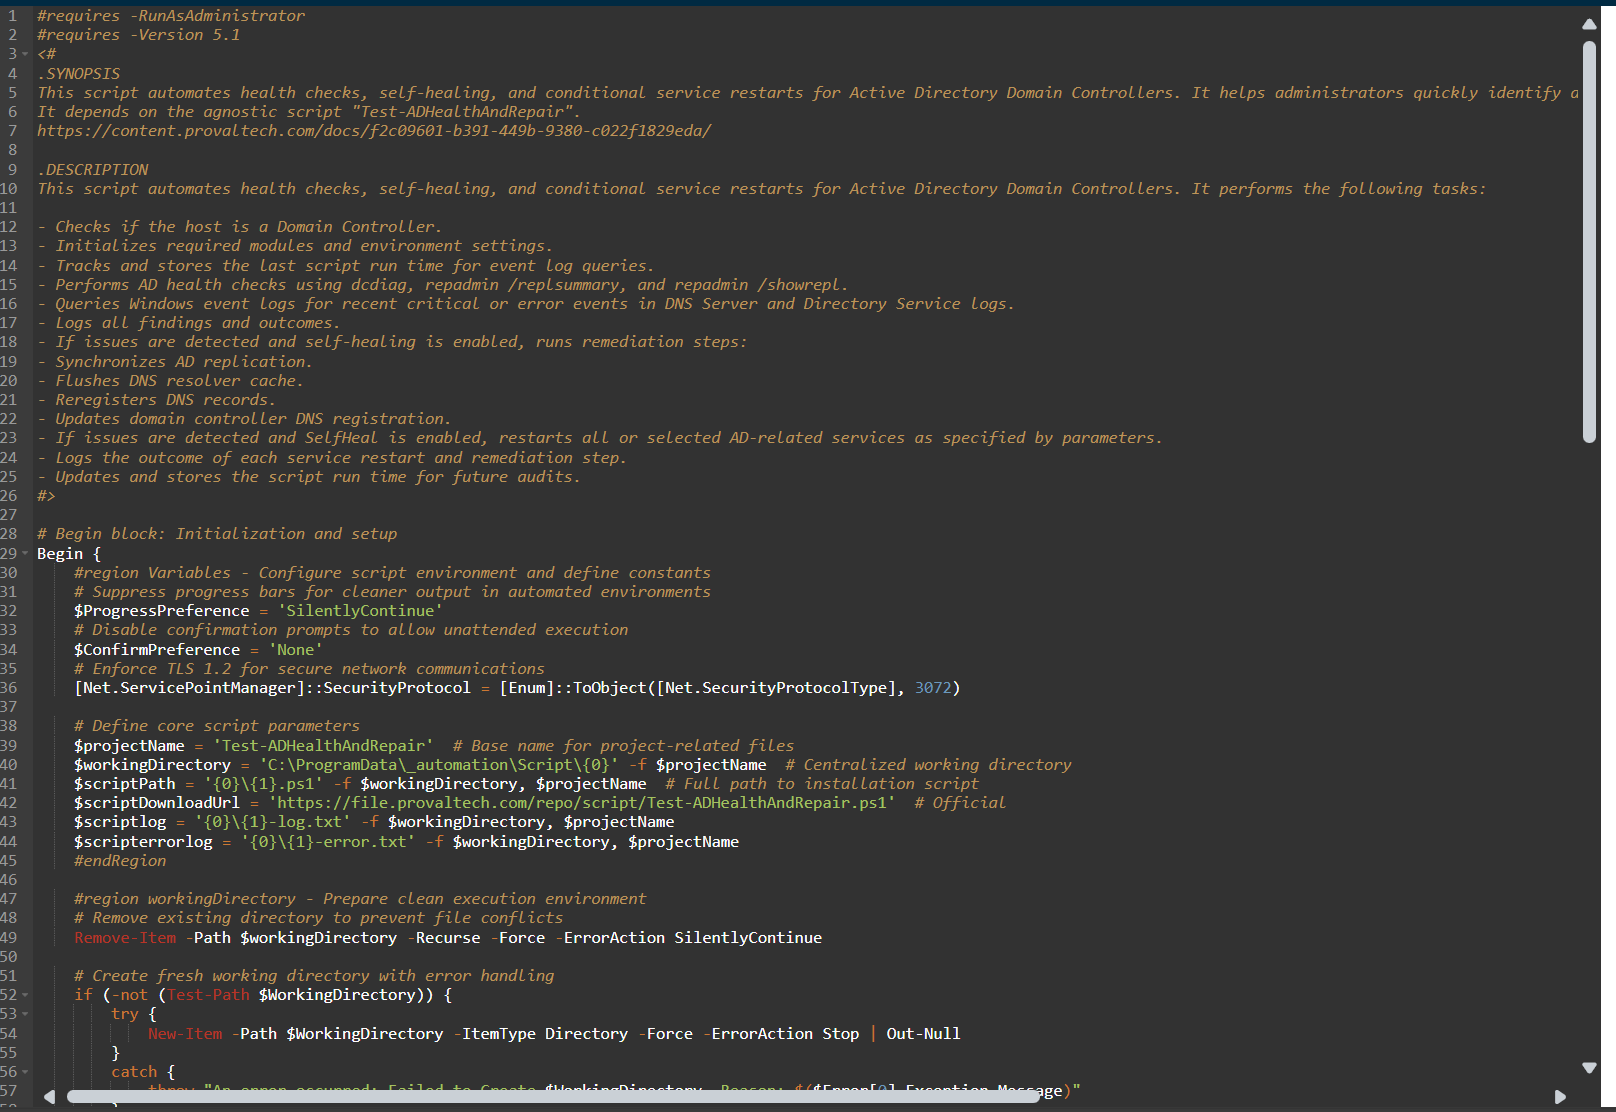 1 #requires -RunAsAdministrator
2 #requires -Version 5.1
3 <#
4 .SYNOPSIS
5 This script automates health checks, self-healing, and conditional service restarts for Active Directory Domain Controllers. It helps administrators quickly identify a
6 It depends on the agnostic script "Test-ADHealthAndRepair".
7 https://content.provaltech.com/docs/f2c09601-b391-449b-9380-c022f1829eda/
8
9 .DESCRIPTION
10 This script automates health checks, self-healing, and conditional service restarts for Active Directory Domain Controllers. It performs the following tasks:
11
12 - Checks if the host is a Domain Controller.
13 - Initializes required modules and environment settings.
14 - Tracks and stores the last script run time for event log queries.
15 - Performs AD health checks using dcdiag, repadmin /replsummary, and repadmin /showrepl.
16 - Queries Windows event logs for recent critical or error events in DNS Server and Directory Service logs.
17 - Logs all findings and outcomes.
18 - If issues are detected and self-healing is enabled, runs remediation steps:
19 - Synchronizes AD replication.
20 - Flushes DNS resolver cache.
21 - Reregisters DNS records.
22 - Updates domain controller DNS registration.
23 - If issues are detected and SelfHeal is enabled, restarts all or selected AD-related services as specified by parameters.
24 - Logs the outcome of each service restart and remediation step.
25 - Updates and stores the script run time for future audits.
26 #>
27
28 # Begin block: Initialization and setup
29 Begin {
30 #region Variables - Configure script environment and define constants
31 # Suppress progress bars for cleaner output in automated environments
32 $ProgressPreference = 'SilentlyContinue'
33 # Disable confirmation prompts to allow unattended execution
34 $ConfirmPreference = 'None'
35 # Enforce TLS 1.2 for secure network communications
36 [Net.ServicePointManager]::SecurityProtocol = [Enum]::ToObject([Net.SecurityProtocolType], 3072)
37
38 # Define core script parameters
39 $projectName = 'Test-ADHealthAndRepair' # Base name for project-related files
40 $workingDirectory = 'C:\ProgramData\_automation\Script\{0}' -f $projectName # Centralized working directory
41 $scriptPath = '{0}\{1}.ps1' -f $workingDirectory, $projectName # Full path to installation script
42 $scriptDownloadUrl = 'https://file.provaltech.com/repo/script/Test-ADHealthAndRepair.ps1' # Official
43 $scriptlog = '{0}\{1}-log.txt' -f $workingDirectory, $projectName
44 $scripterrorlog = '{0}\{1}-error.txt' -f $workingDirectory, $projectName
45 #endRegion
46
47 #region workingDirectory - Prepare clean execution environment
48 # Remove existing directory to prevent file conflicts
49 Remove-Item -Path $workingDirectory -Recurse -Force -ErrorAction SilentlyContinue
50
51 # Create fresh working directory with error handling
52 if (-not (Test-Path $WorkingDirectory)) {
53 try {
54 New-Item -Path $WorkingDirectory -ItemType Directory -Force -ErrorAction Stop | Out-Null
55 }
56 catch {
57 throw "An error occurred: Failed to Create $WorkingDirectory. Reason: $($Error[0].Exception.Message)"